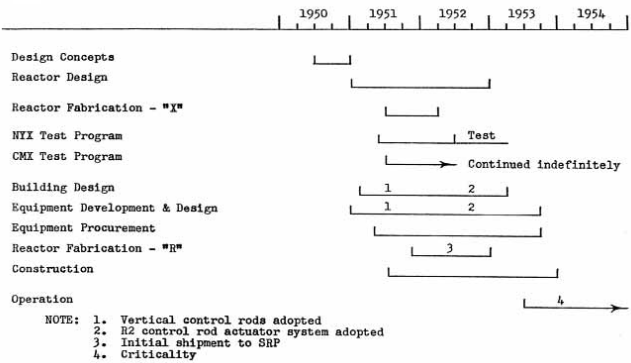 1950 1951 1952 1953 1954
Design Concepts
Reactor Design
Reactor Fabrication - "X"
NYX Test Program Test
CMX Test Program Continued indefinitely
Building Design 1 2
Equipment Development & Design 1 2
Equipment Procurement
Reactor Fabrication - "R" 3
Construction
Operation 4
NOTE: 1. Vertical control rods adopted
2. R2 control rod actuator system adopted
3. Initial shipment to SRP
4. Criticality